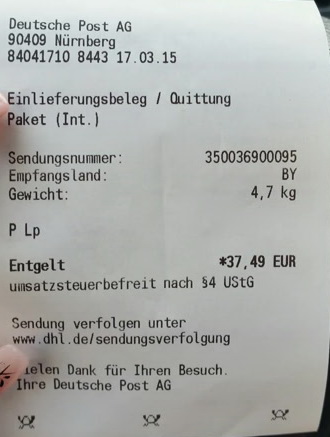 Deutsche Post AG
90409 Nürnberg
84041710 8443 17.03.15
Einlieferungsbeleg / Quittung
Paket (Int.)
Sendungsnummer: 350036900095
Empfangsland: BY
Gewicht: 4,7 kg
P Lp
Entgelt *37,49 EUR
umsatzsteuerbefreit nach §4 UStG
Sendung verfolgen unter
www.dhl.de/sendungsverfolgung
ielen Dank für Ihren Besuch.
Ihre Deutsche Post AG